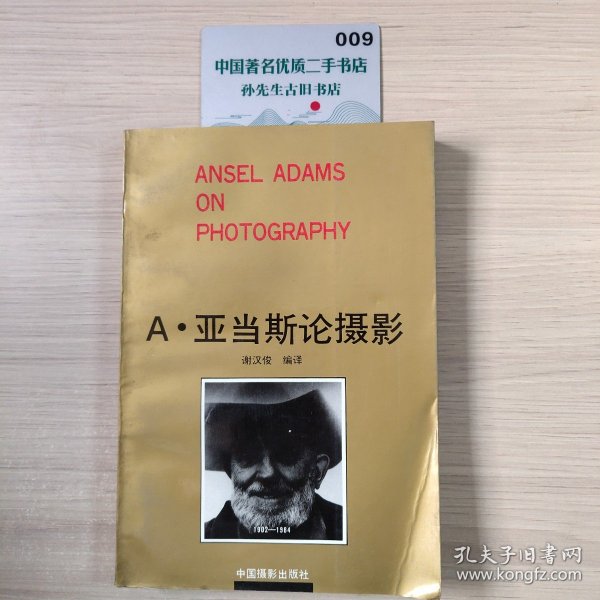 009
中国著名优质二手书店
孙先生古旧书店
ANSEL ADAMS
ON
PHOTOGRAPHY
A·亚当斯论摄影
谢汉俊 编译
1902—1984
中国摄影出版社
孔夫子旧书网
www.kongfz.com